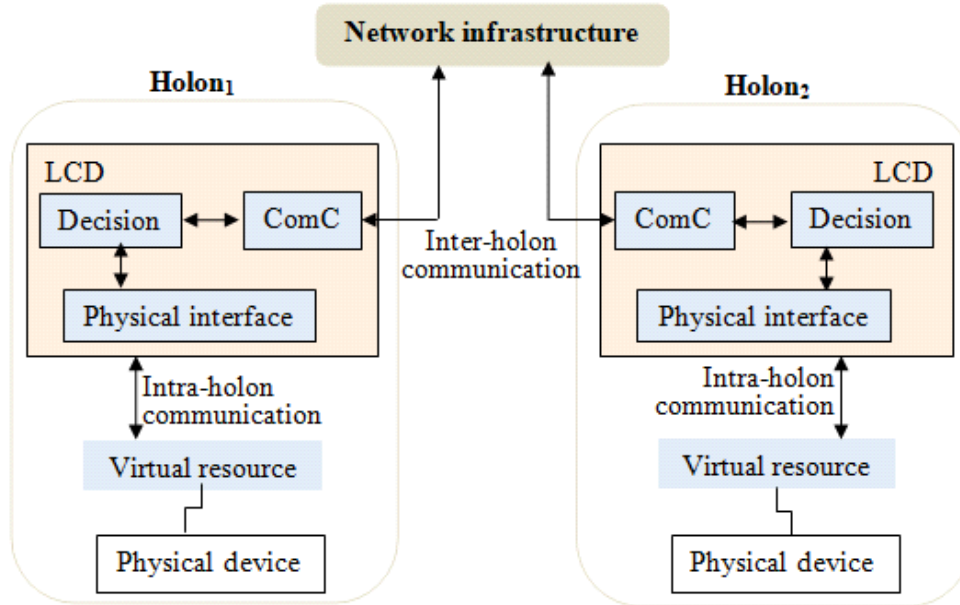 Network infrastructure
Holon₁
LCD
Decision
ComC
Physical interface
Intra-holon
communication
Virtual resource
Physical device
Inter-holon
communication
Holon₂
LCD
ComC
Decision
Physical interface
Intra-holon
communication
Virtual resource
Physical device